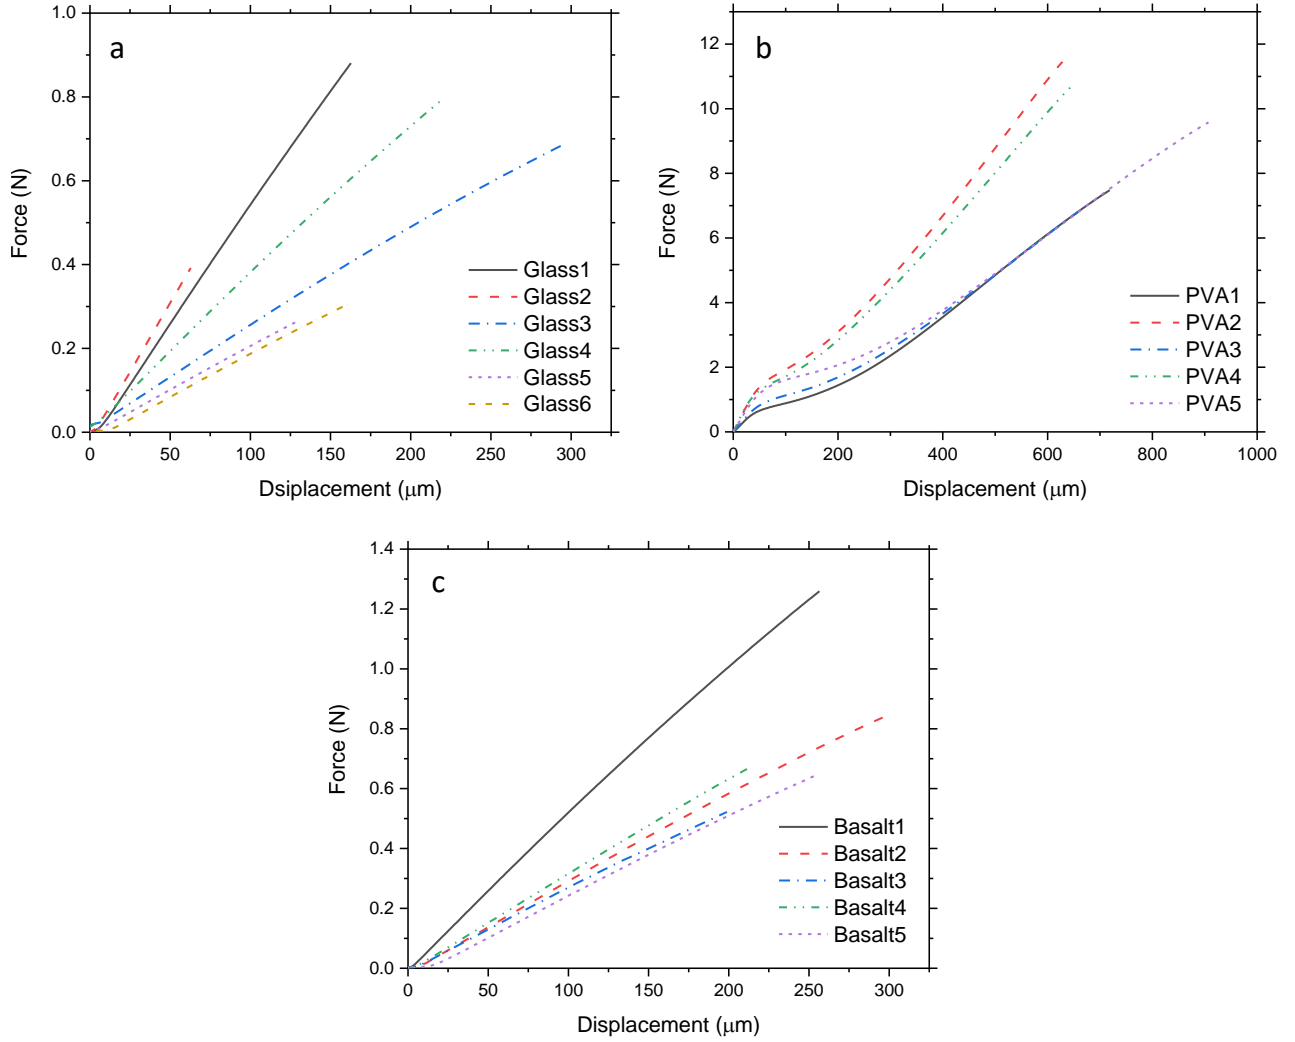 a
1.0
0.8
0.6
0.4
0.2
0.0
Force (N)
0 50 100 150 200 250 300
Dsiplacement (μm)
Glass1
Glass2
Glass3
Glass4
Glass5
Glass6
b
12
10
8
6
4
2
0
Force (N)
0 200 400 600 800 1000
Displacement (μm)
PVA1
PVA2
PVA3
PVA4
PVA5
c
1.4
1.2
1.0
0.8
0.6
0.4
0.2
0.0
Force (N)
0 50 100 150 200 250 300
Displacement (μm)
Basalt1
Basalt2
Basalt3
Basalt4
Basalt5